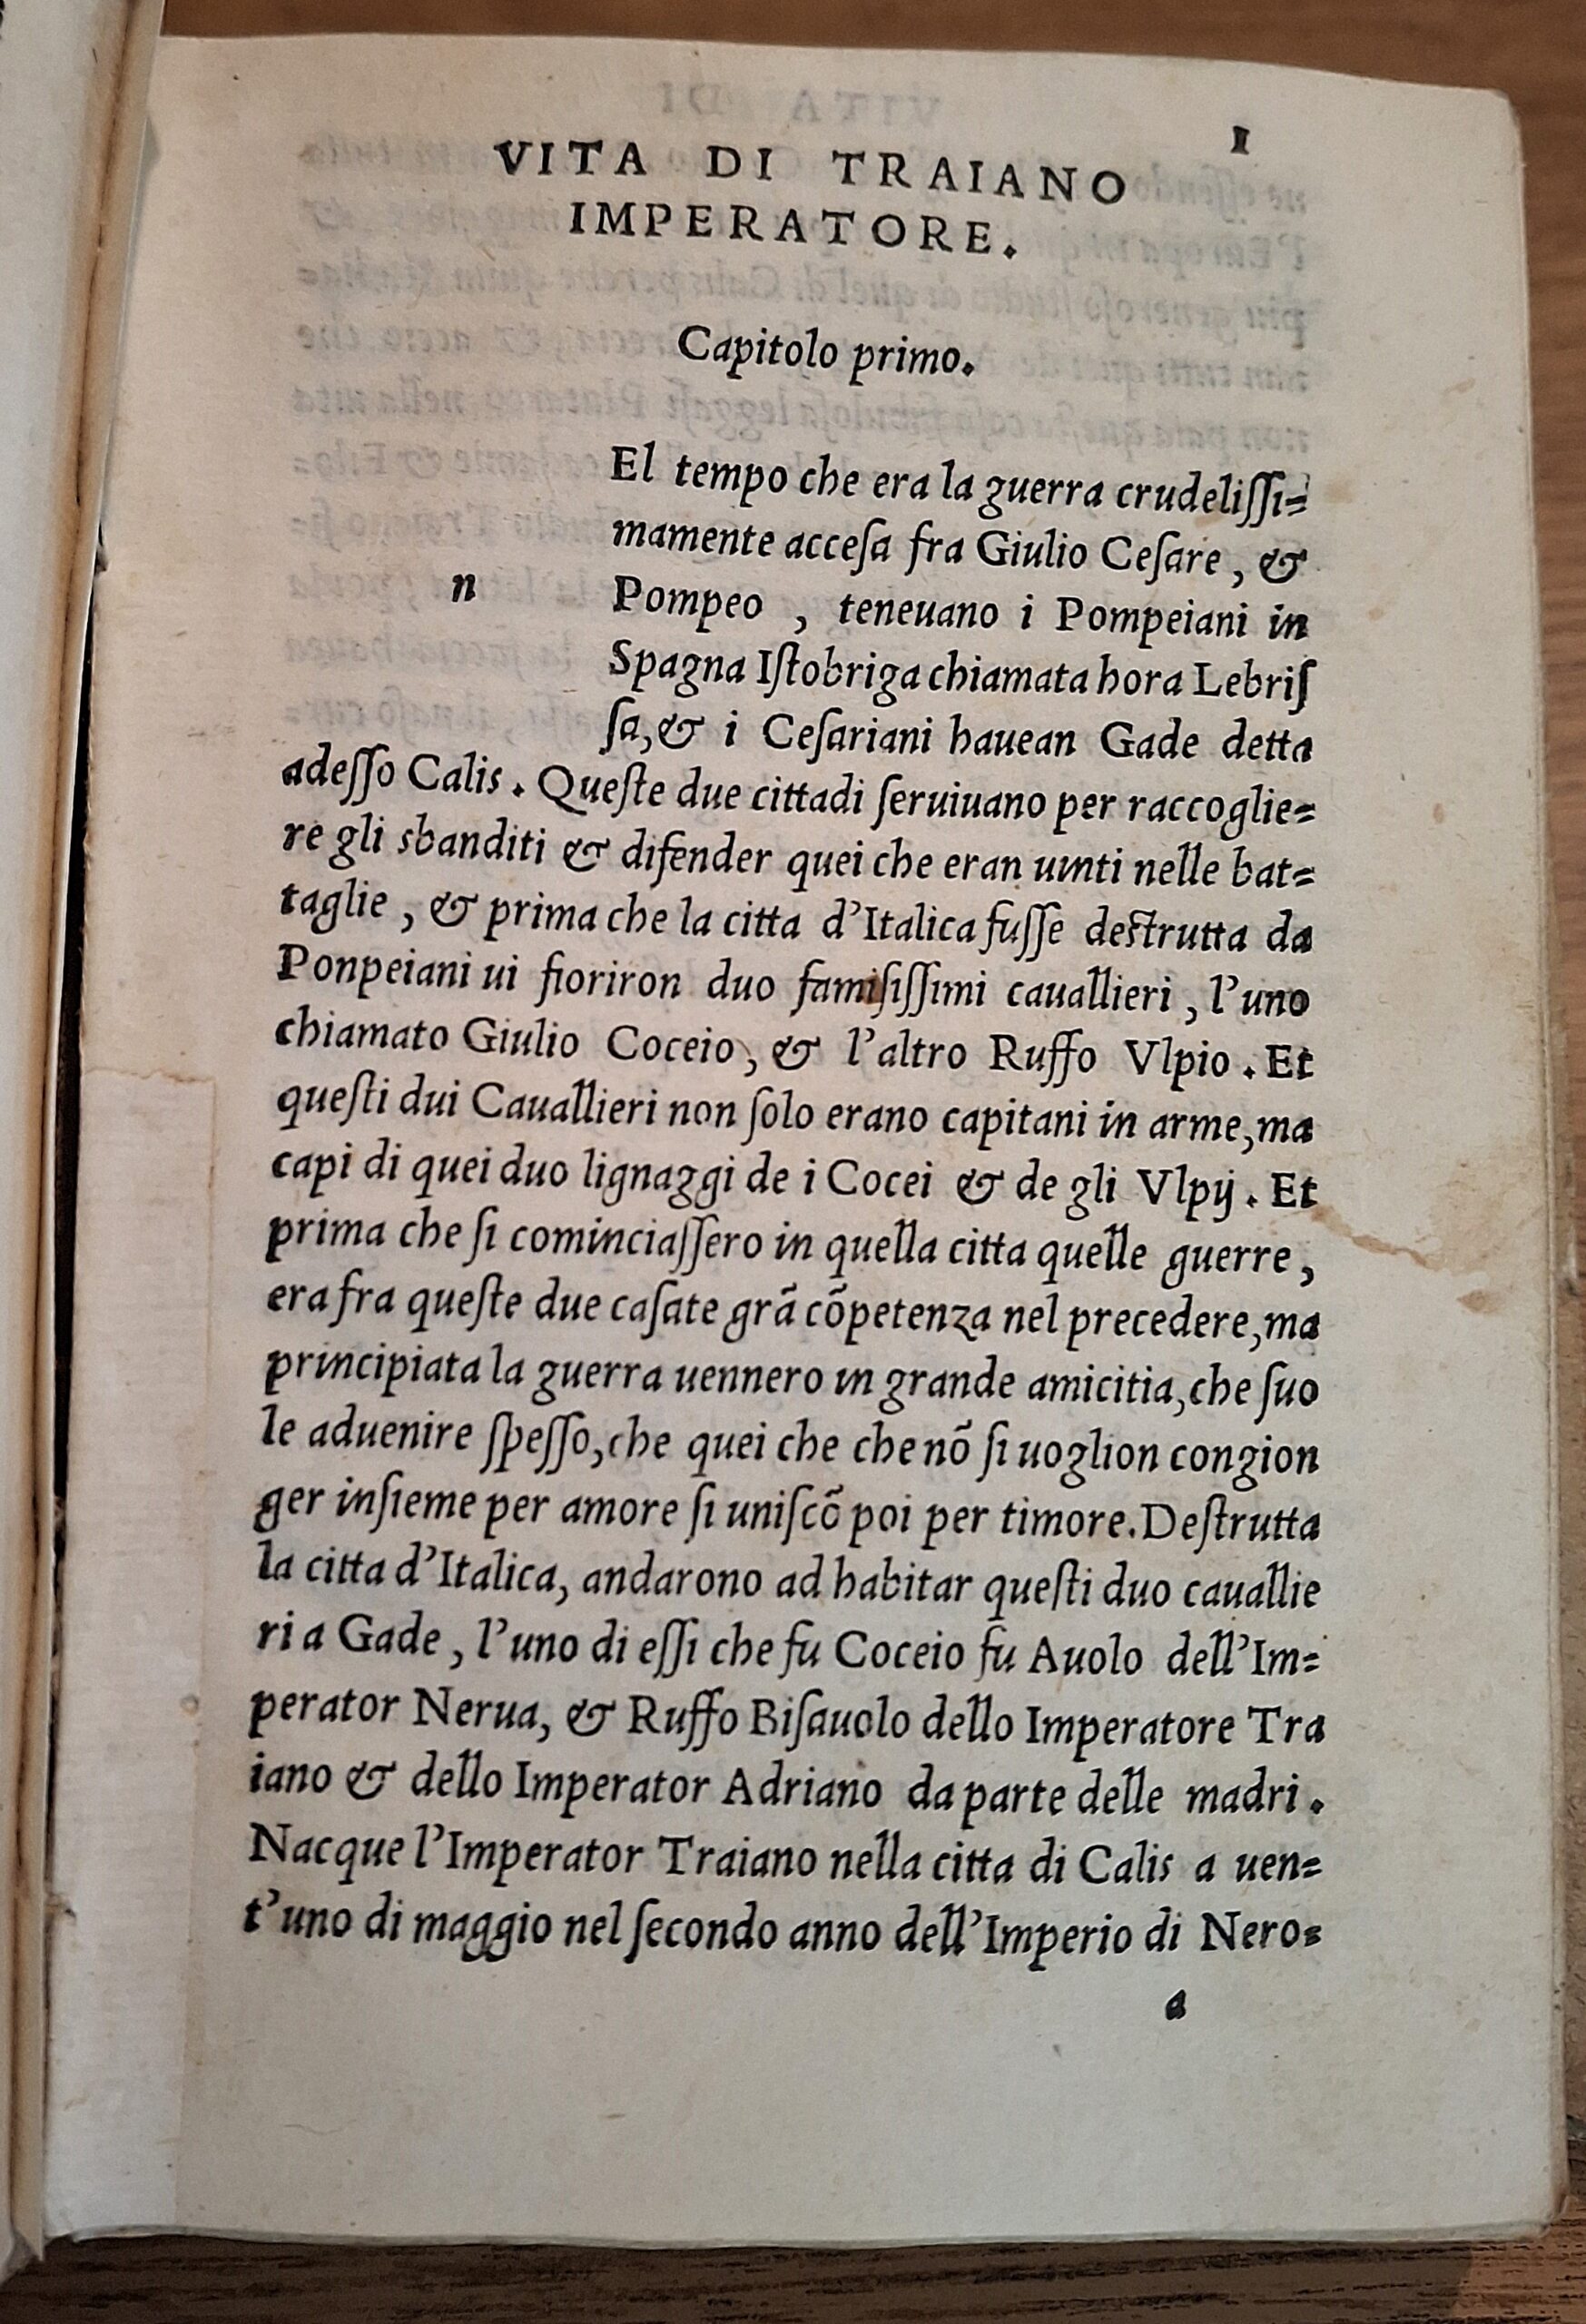 1
VITA DI TRAIANO
IMPERATORE.
Capitolo primo.
n
El tempo che era la guerra crudeliſſi=
mamente acceſa fra Giulio Ceſare, &
Pompeo, teneuano i Pompeiani in
Spagna Iſtobriga chiamata hora Lebriſ
ſa, & i Ceſariani hauean Gade detta
adeſſo Calis. Queſte due cittadi ſeruiuano per raccoglie=
re gli sbanditi & difender quei che eran uinti nelle bat=
taglie, & prima che la citta d'Italica fuſſe deſtrutta da
Ponpeiani ui fioriron duo famiſiſſimi cauallieri, l'uno
chiamato Giulio Coceio, & l'altro Ruffo Vlpio. Et
queſti dui Cauallieri non ſolo erano capitani in arme, ma
capi di quei duo lignaggi de i Cocei & de gli Vlpij. Et
prima che ſi cominciaſſero in quella citta quelle guerre,
era fra queſte due caſate grã cõpetenza nel precedere, ma
principiata la guerra uennero in grande amicitia, che ſuo
le aduenire ſpeſſo, che quei che che nõ ſi uoglion congion
ger inſieme per amore ſi uniſcõ poi per timore. Deſtrutta
la citta d'Italica, andarono ad habitar queſti duo cauallie
ri a Gade, l'uno di eſſi che fu Coceio fu Auolo dell'Im=
perator Nerua, & Ruffo Biſauolo dello Imperatore Tra
iano & dello Imperator Adriano da parte delle madri.
Nacque l'Imperator Traiano nella citta di Calis a uen=
t'uno di maggio nel ſecondo anno dell'Imperio di Nero=
a